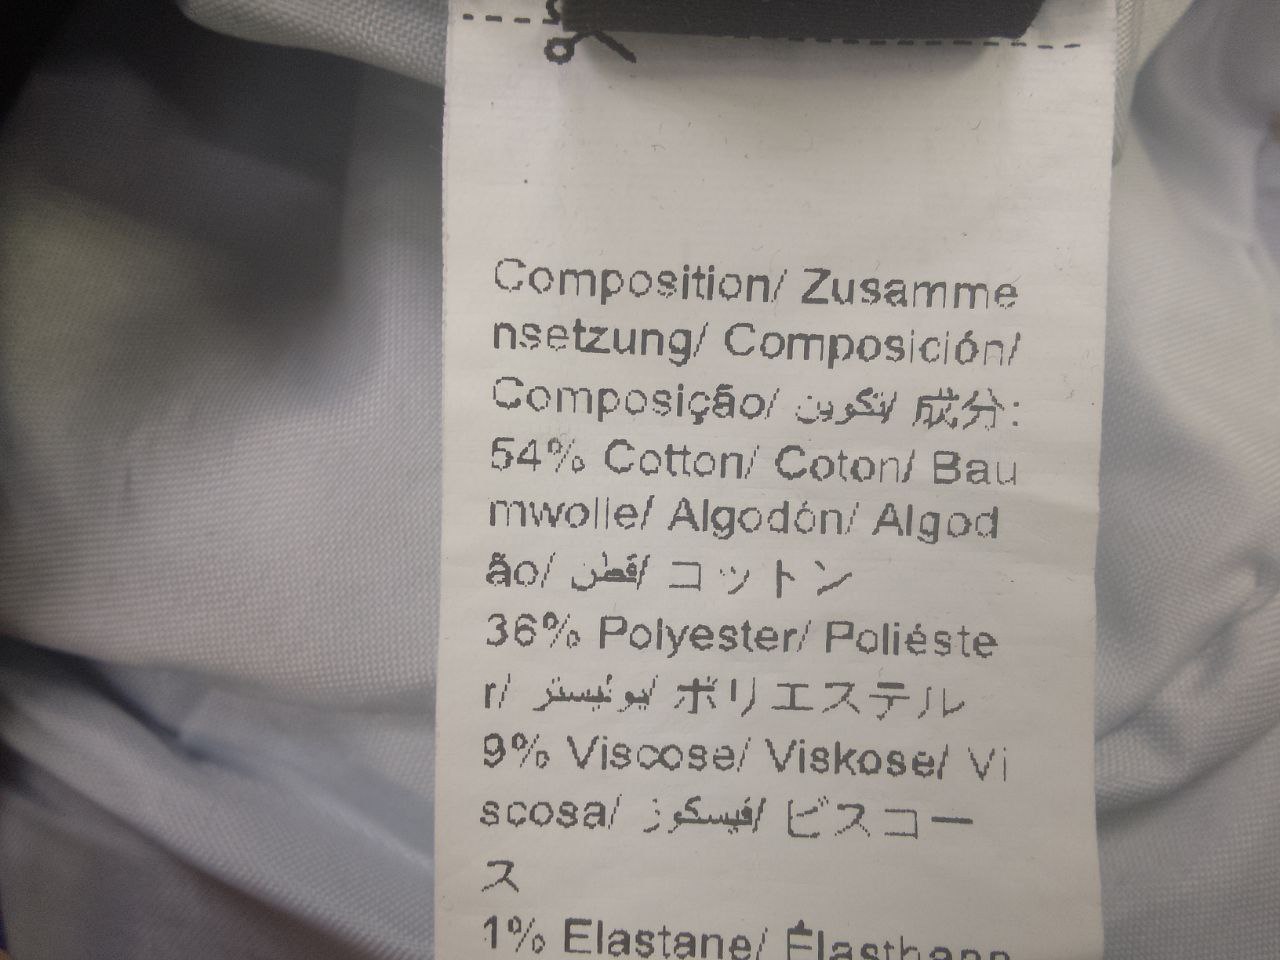 Composition/ Zusamme
nsetzung/ Composición/
Composição/ تكوين/ 成分:
54% Cotton/ Coton/ Bau
mwolle/ Algodón/ Algod
ão/ قطن/ コットン
36% Polyester/ Poliéste
r/ بوليستر/ ポリエステル
9% Viscose/ Viskose/ Vi
scosa/ فيسكوز/ ビスコー
ス
1% Elastane/ Élasthann